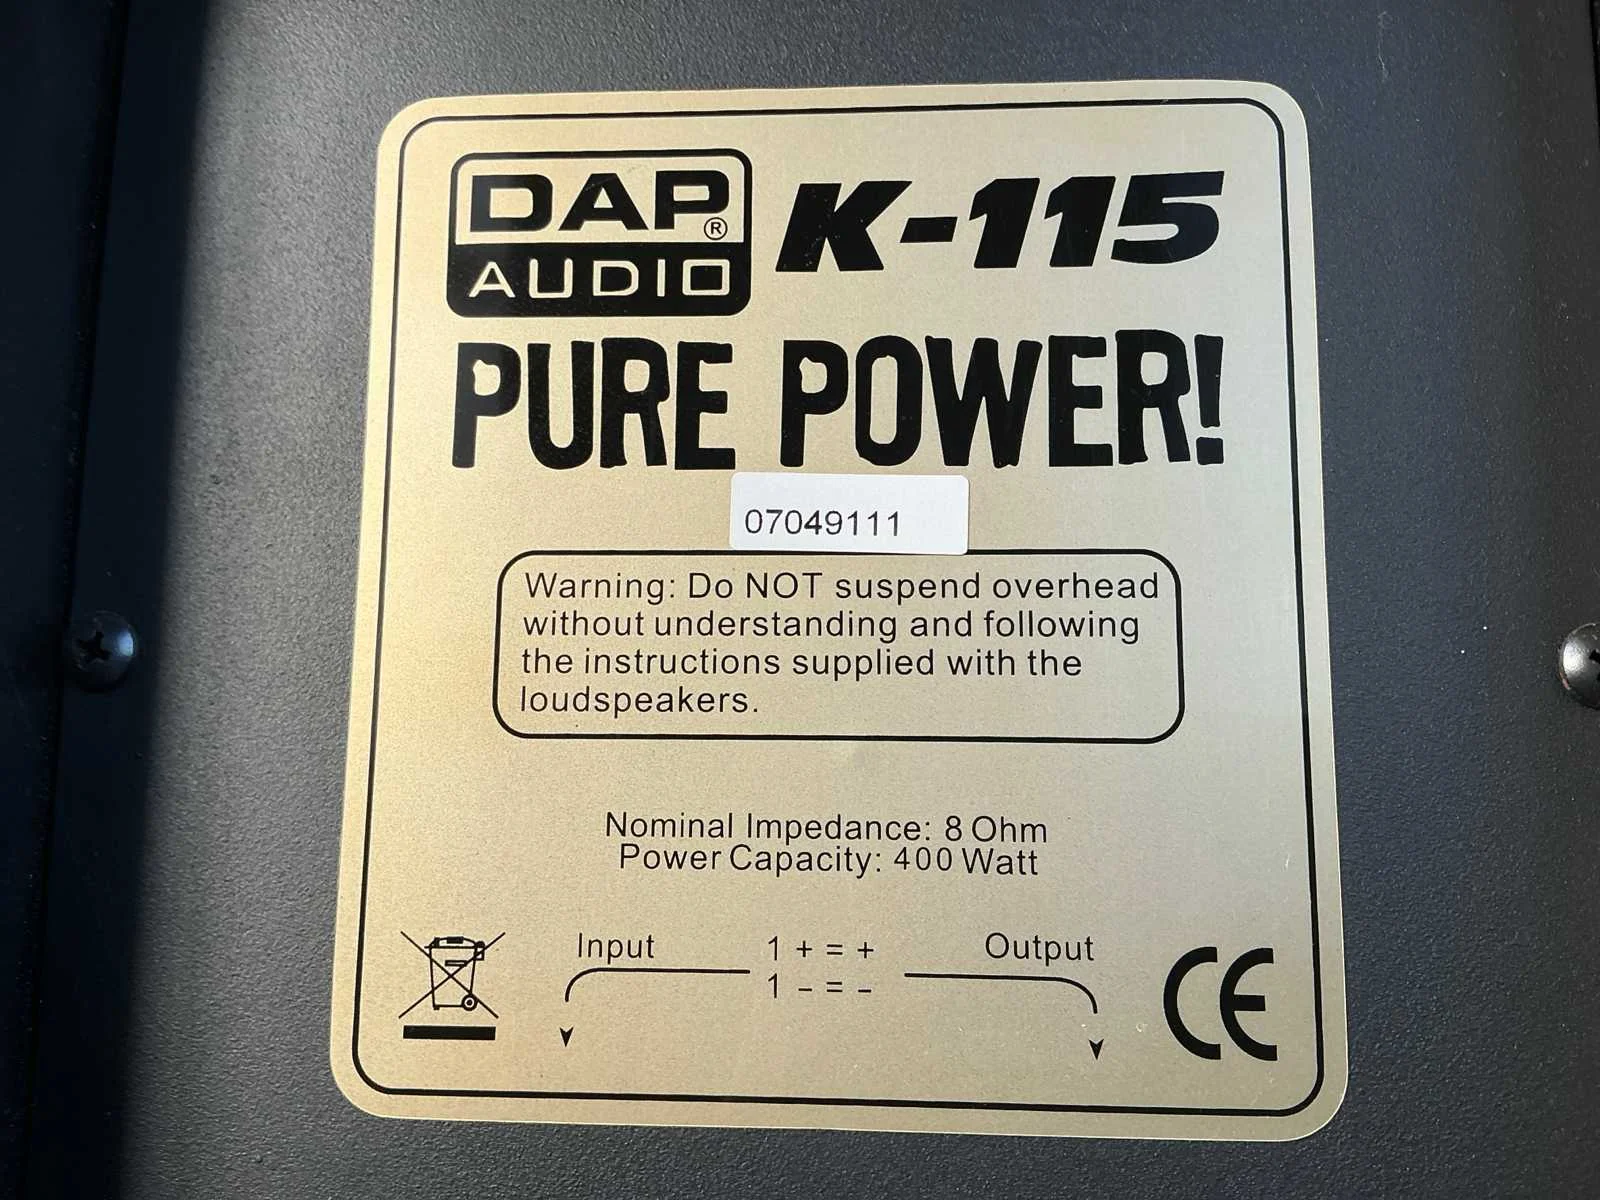 DAP® K-115
AUDIO
PURE POWER!
07049111
Warning: Do NOT suspend overhead
without understanding and following
the instructions supplied with the
loudspeakers.
Nominal Impedance: 8 Ohm
Power Capacity: 400 Watt
Input 1 + = + Output
1 - = -
CE